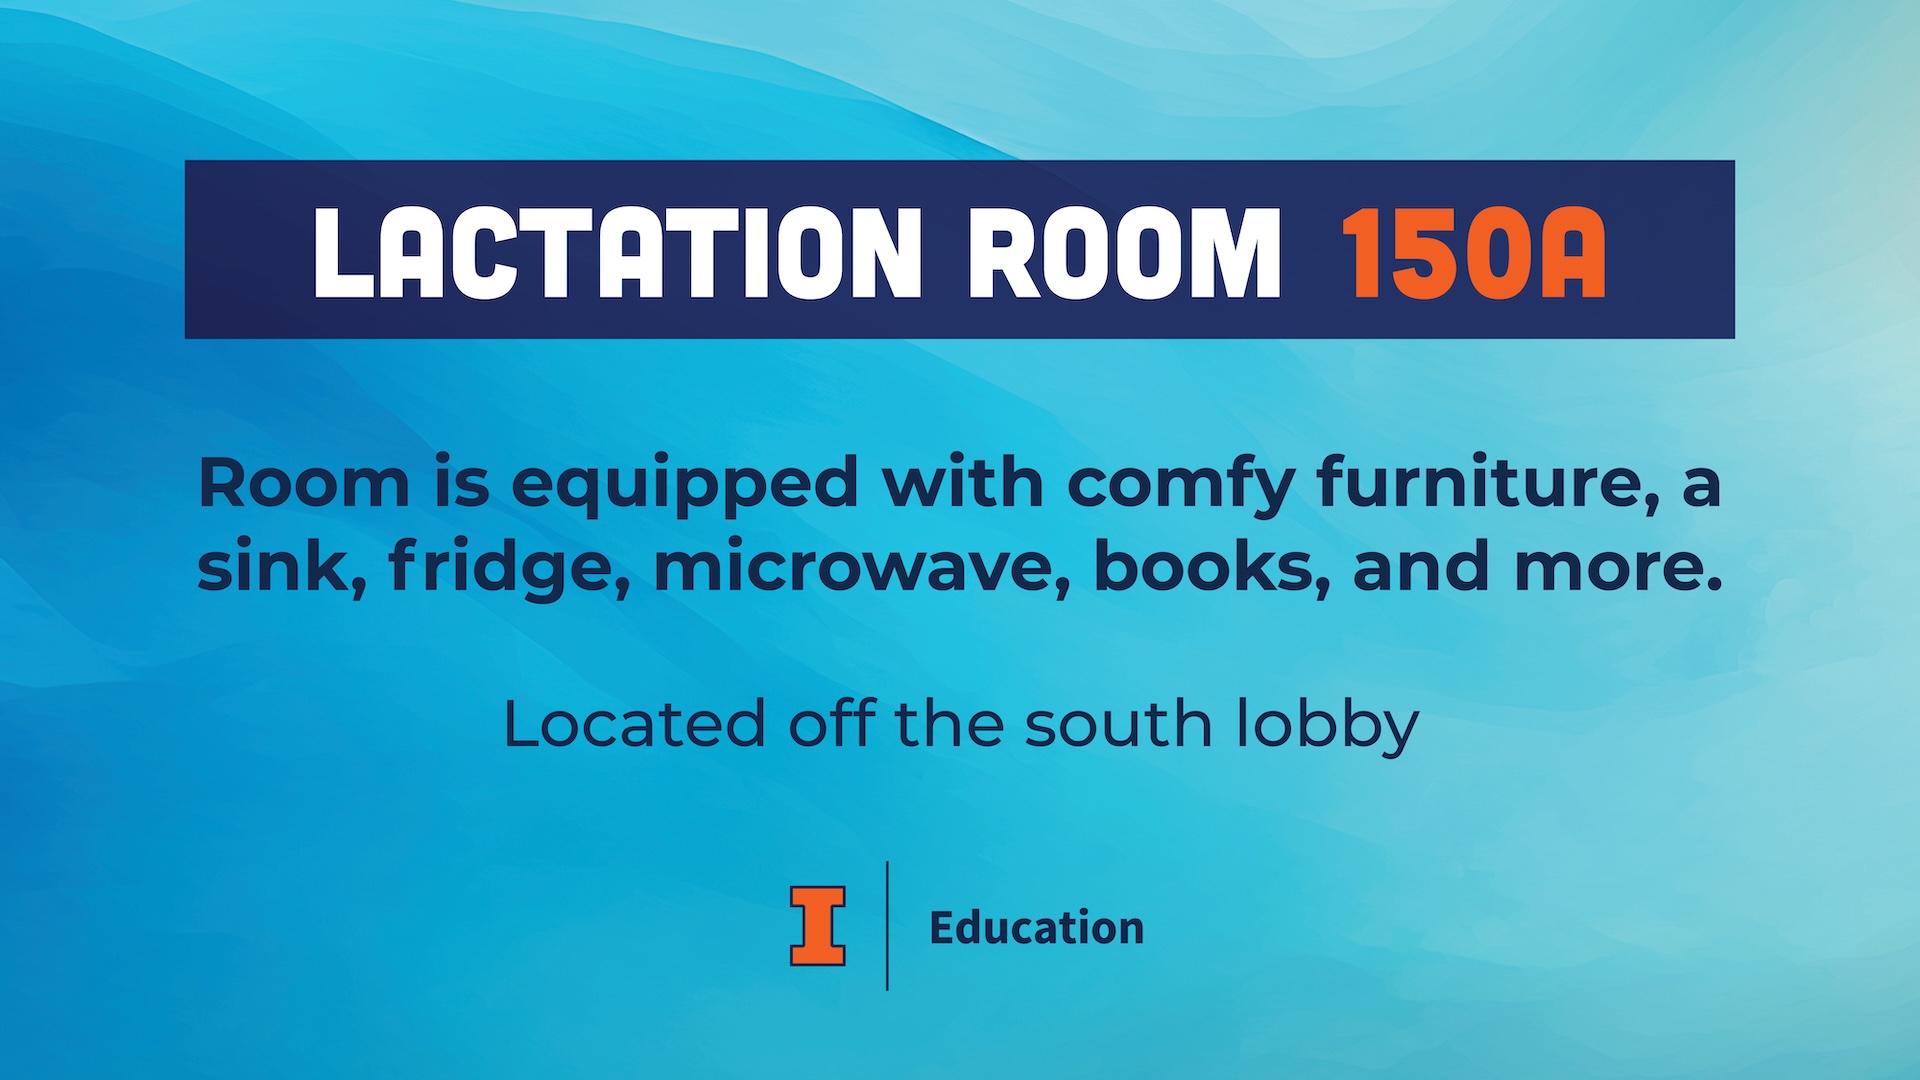 LACTATION ROOM 150A
Room is equipped with comfy furniture, a
sink, fridge, microwave, books, and more.
Located off the south lobby
I
Education